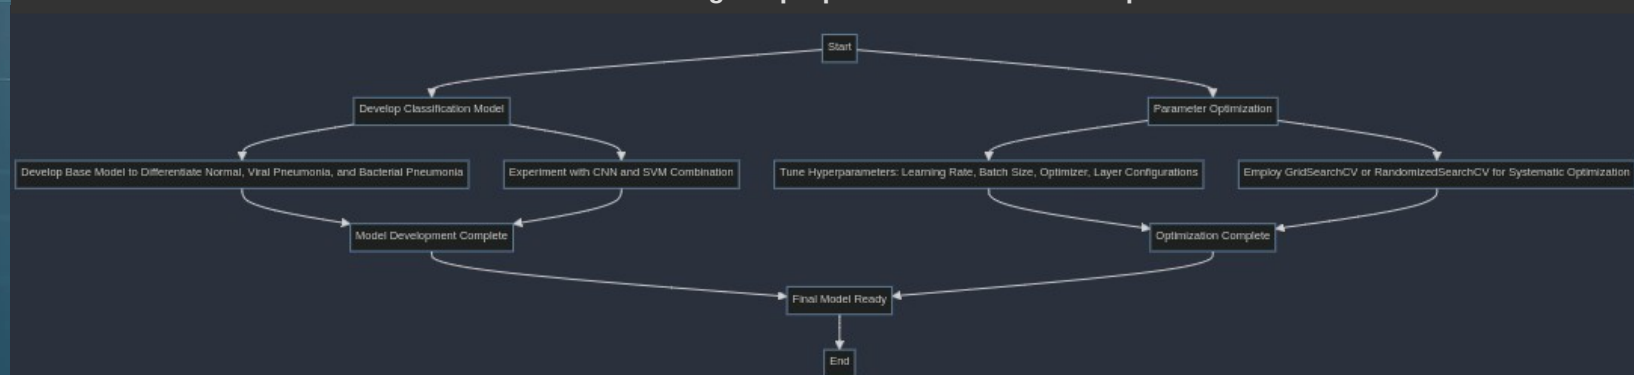 Start
Develop Classification Model
Parameter Optimization
Develop Base Model to Differentiate Normal, Viral Pneumonia, and Bacterial Pneumonia
Experiment with CNN and SVM Combination
Tune Hyperparameters: Learning Rate, Batch Size, Optimizer, Layer Configurations
Employ GridSearchCV or RandomizedSearchCV for Systematic Optimization
Model Development Complete
Optimization Complete
Final Model Ready
End